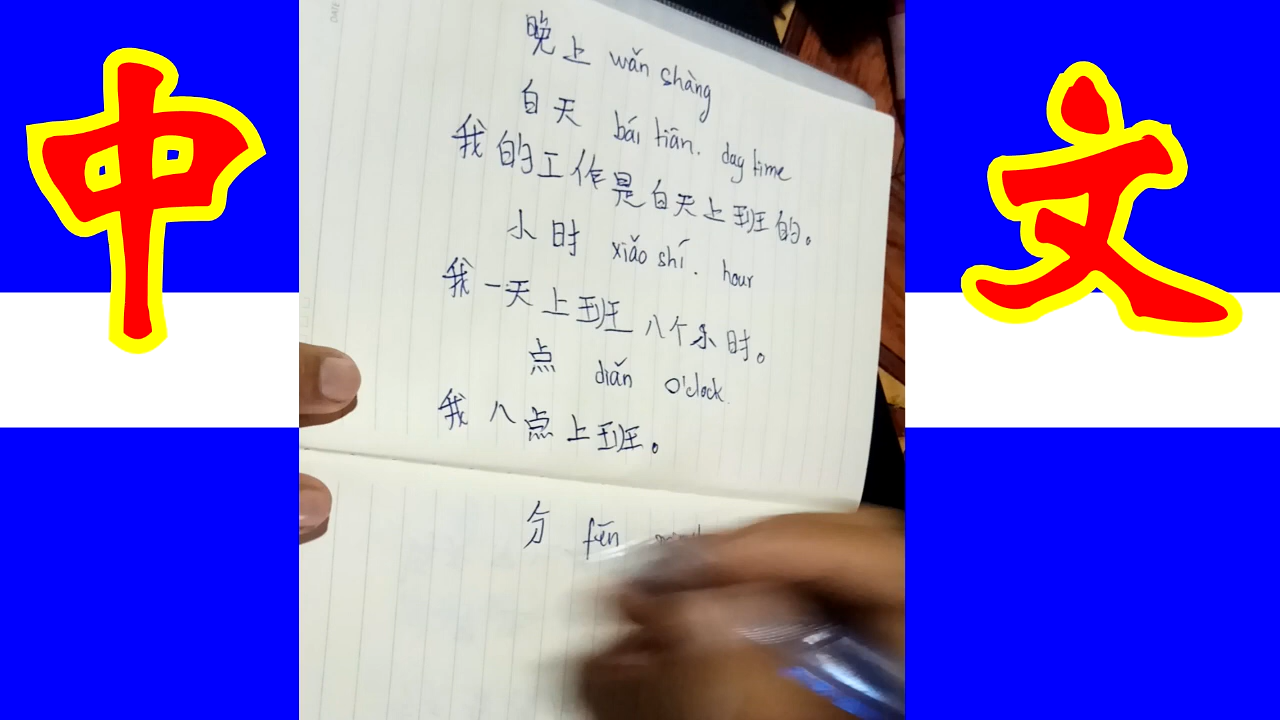 中文
晚上 wǎn shàng
白天 bái tiān. day time
我的工作是白天上班的。
小时 xiǎo shí. hour
我一天上班八个小时。
点 diǎn O'clock.
我八点上班。
分 fēn